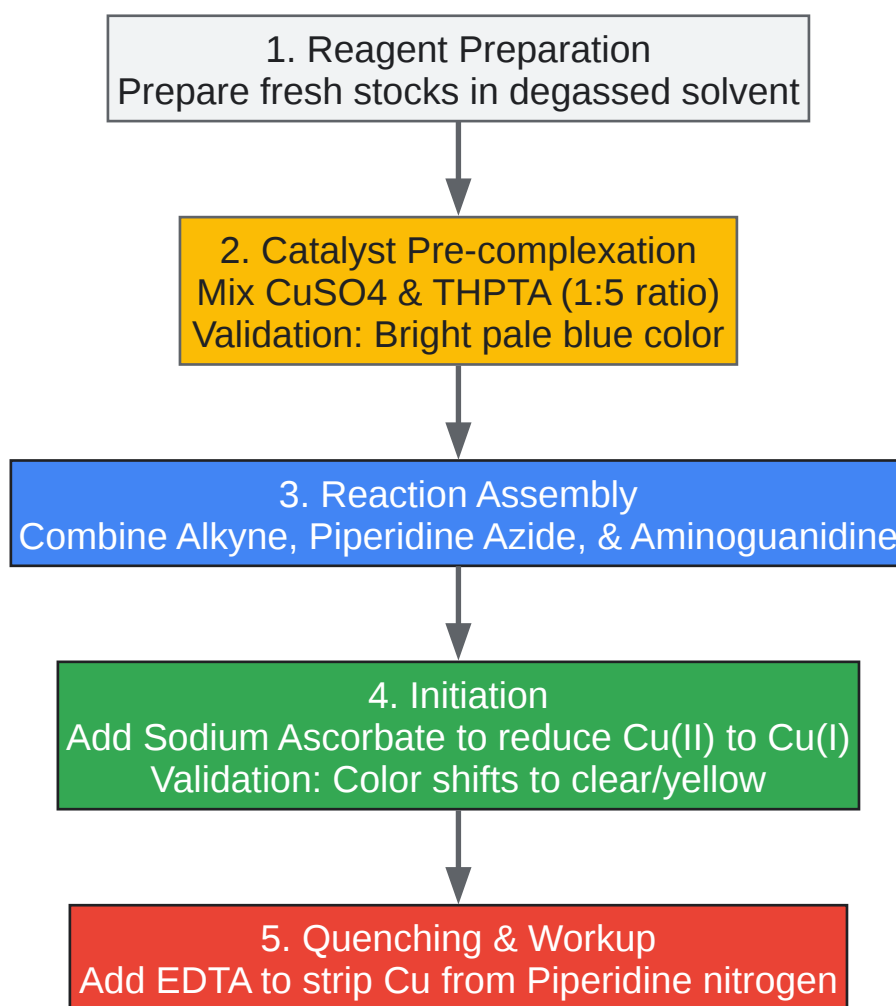 1. Reagent Preparation
Prepare fresh stocks in degassed solvent
2. Catalyst Pre-complexation
Mix CuSO4 & THPTA (1:5 ratio)
Validation: Bright pale blue color
3. Reaction Assembly
Combine Alkyne, Piperidine Azide, & Aminoguanidine
4. Initiation
Add Sodium Ascorbate to reduce Cu(II) to Cu(I)
Validation: Color shifts to clear/yellow
5. Quenching & Workup
Add EDTA to strip Cu from Piperidine nitrogen